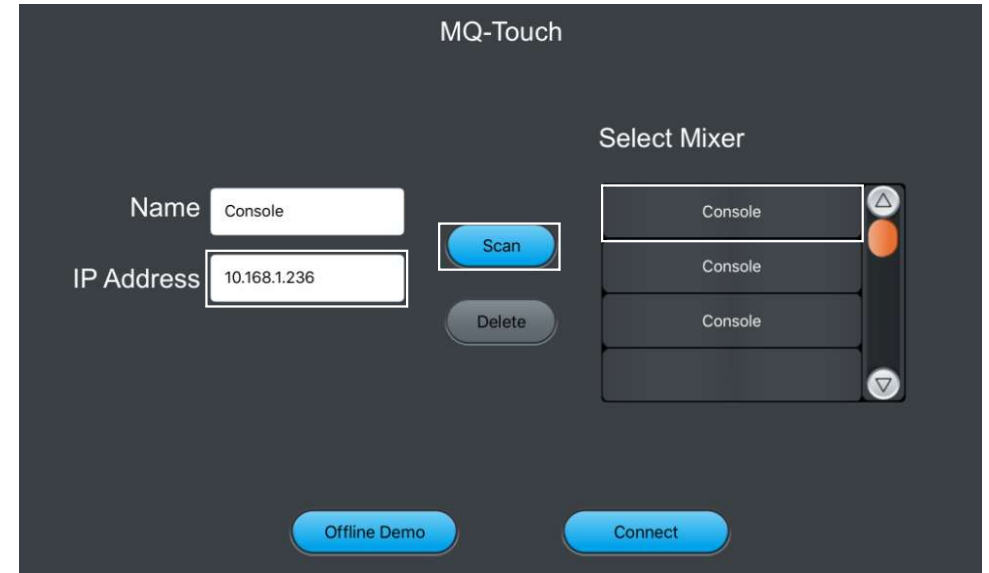 MQ-Touch
Select Mixer
Name
Console
IP Address
10.168.1.236
Scan
Delete
Console
Console
Console
Offline Demo
Connect